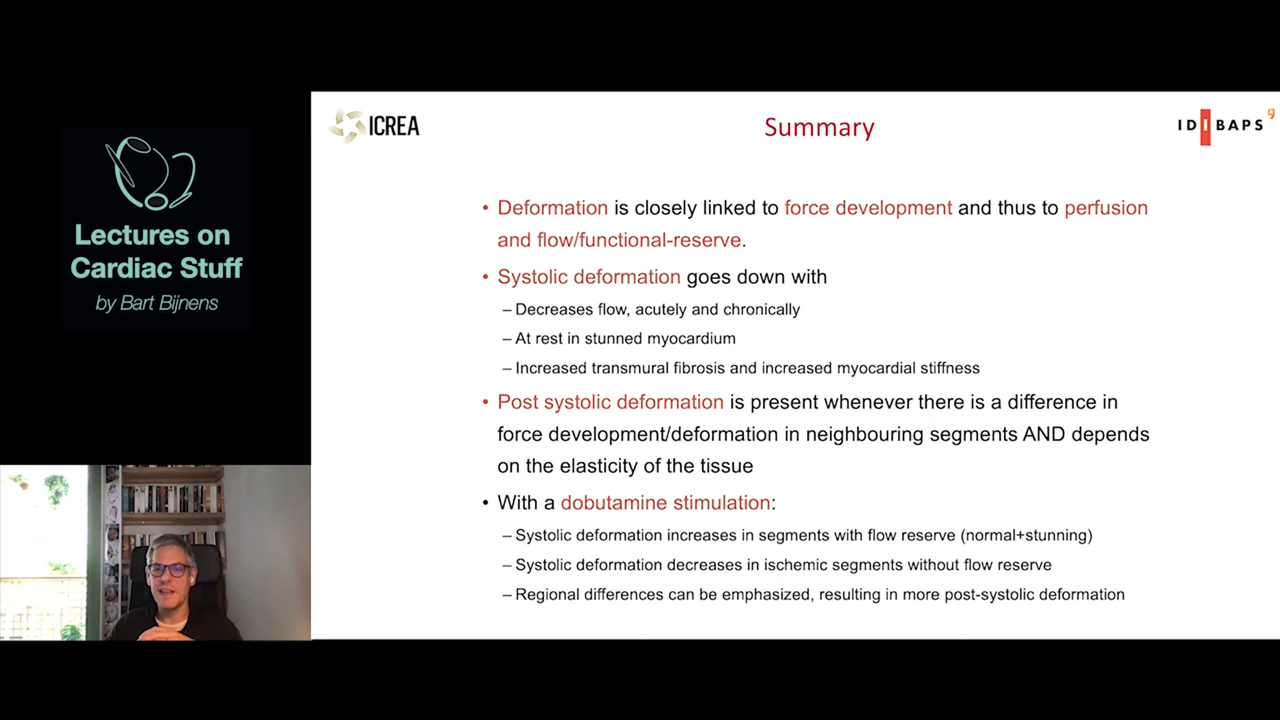 Lectures on
Cardiac Stuff
by Bart Bijnens
ICREA
Summary
IDIBAPS
• Deformation is closely linked to force development and thus to perfusion
and flow/functional-reserve.
• Systolic deformation goes down with
– Decreases flow, acutely and chronically
– At rest in stunned myocardium
– Increased transmural fibrosis and increased myocardial stiffness
• Post systolic deformation is present whenever there is a difference in
force development/deformation in neighbouring segments AND depends
on the elasticity of the tissue
• With a dobutamine stimulation:
– Systolic deformation increases in segments with flow reserve (normal+stunning)
– Systolic deformation decreases in ischemic segments without flow reserve
– Regional differences can be emphasized, resulting in more post-systolic deformation